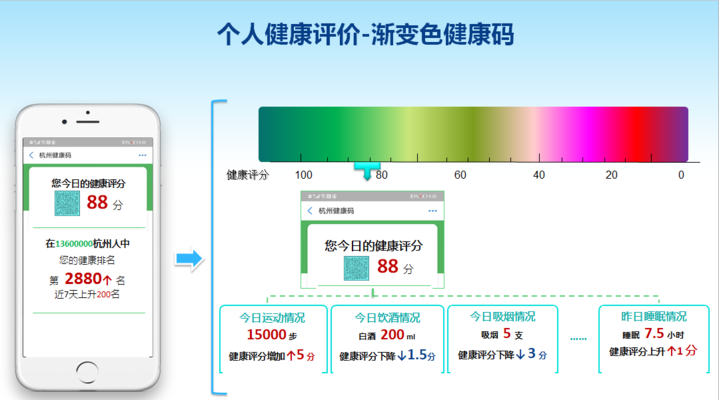 个人健康评价-渐变色健康码
杭州健康码
您今日的健康评分
88 分
在13600000杭州人中
您的健康排名
第 2880↑ 名
近7天上升200名
健康评分
100 80 60 40 20 0
杭州健康码
您今日的健康评分
88 分
今日运动情况
15000 步
健康评分增加↑5 分
今日饮酒情况
白酒 200 ml
健康评分下降↓1.5分
今日吸烟情况
吸烟 5 支
健康评分下降↓ 3 分
......
昨日睡眠情况
睡眠 7.5 小时
健康评分上升↑1 分